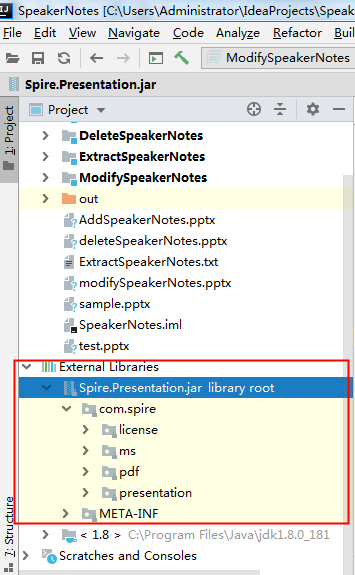 IJ SpeakerNotes [C:\Users\Administrator\IdeaProjects\Speak
File Edit View Navigate Code Analyze Refactor Buil
ModifySpeakerNotes
Spire.Presentation.jar
1: Project
Project
DeleteSpeakerNotes
ExtractSpeakerNotes
ModifySpeakerNotes
out
AddSpeakerNotes.pptx
deleteSpeakerNotes.pptx
ExtractSpeakerNotes.txt
modifySpeakerNotes.pptx
sample.pptx
SpeakerNotes.iml
test.pptx
External Libraries
Spire.Presentation.jar library root
com.spire
license
ms
pdf
presentation
META-INF
7: Structure
< 1.8 > C:\Program Files\Java\jdk1.8.0_181
Scratches and Consoles